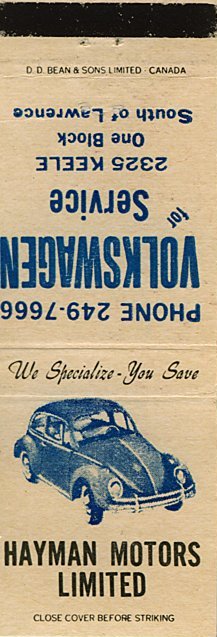 D. D. BEAN & SONS LIMITED · CANADA
PHONE 249-7666
VOLKSWAGEN
for
Service
2325 KEELE
One Block
South of Lawrence
We Specialize - You Save
HAYMAN MOTORS
LIMITED
CLOSE COVER BEFORE STRIKING